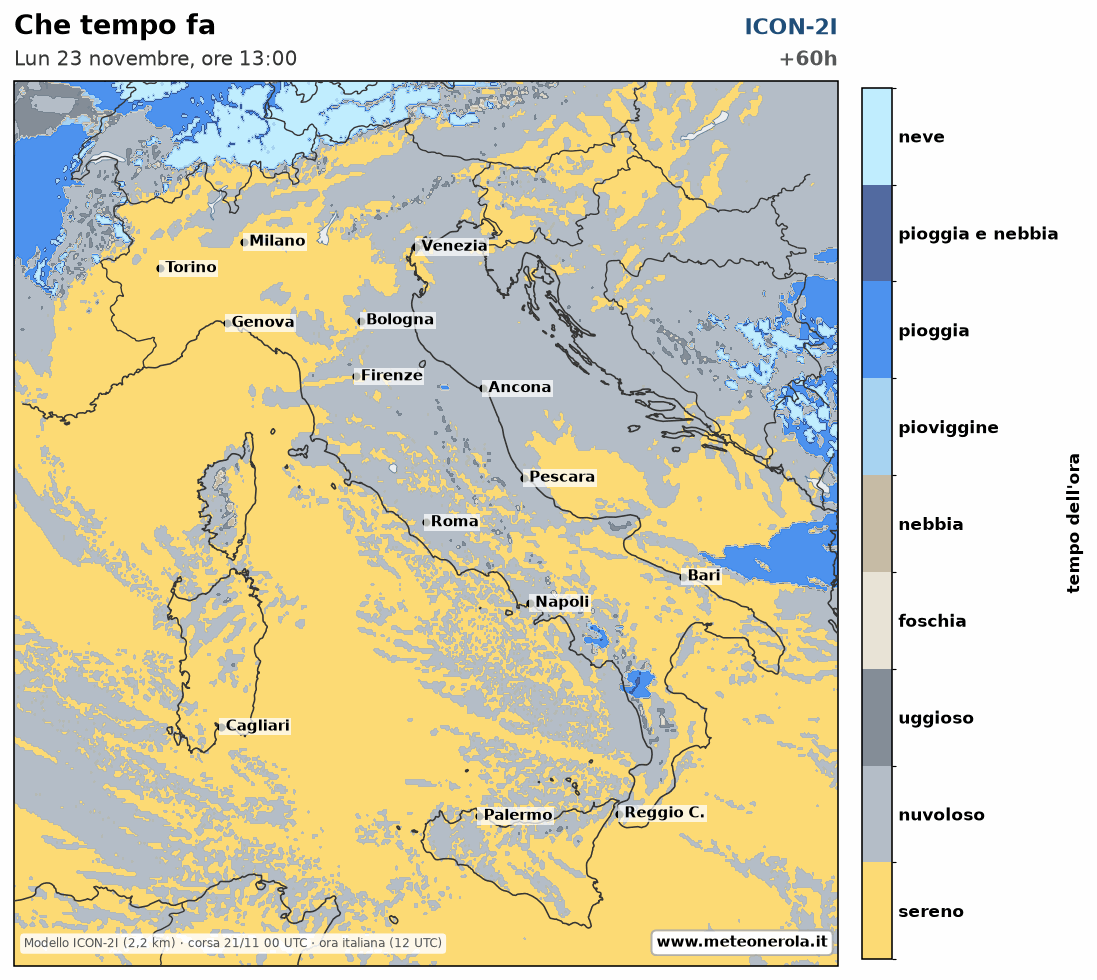 Che tempo fa
ICON-2I
Lun 23 novembre, ore 13:00
+60h
Milano
Venezia
Torino
Genova
Bologna
Firenze
Ancona
Pescara
Roma
Bari
Napoli
Cagliari
Palermo
Reggio C.
Modello ICON-2I (2,2 km) · corsa 21/11 00 UTC · ora italiana (12 UTC)
www.meteonerola.it
neve
pioggia e nebbia
pioggia
pioviggine
nebbia
foschia
uggioso
nuvoloso
sereno
tempo dell'ora